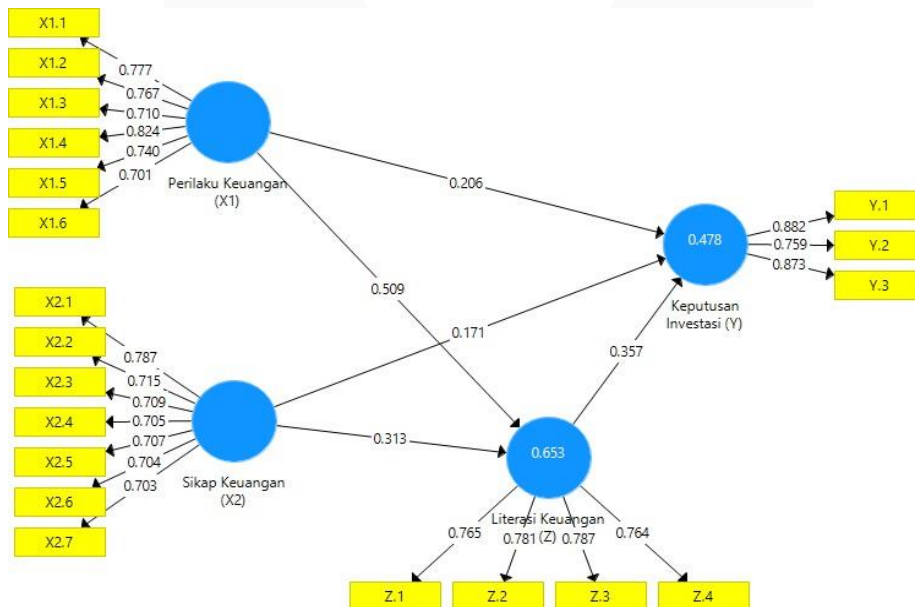 X1.1
X1.2
X1.3
X1.4
X1.5
X1.6
0.777
0.767
0.710
0.824
0.740
0.701
Perilaku Keuangan
(X1)
0.206
0.509
0.478
Keputusan
Investasi (Y)
0.882
0.759
0.873
Y.1
Y.2
Y.3
X2.1
X2.2
X2.3
X2.4
X2.5
X2.6
X2.7
0.787
0.715
0.709
0.705
0.707
0.704
0.703
Sikap Keuangan
(X2)
0.171
0.313
0.357
0.653
Literasi Keuangan
(Z)
0.765
0.781
0.787
0.764
Z.1
Z.2
Z.3
Z.4